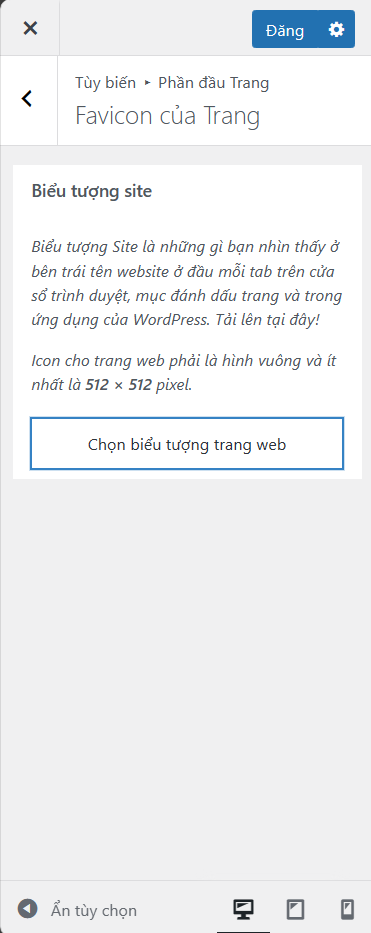 Đăng
Tùy biến ▸ Phần đầu Trang
Favicon của Trang
Biểu tượng site
Biểu tượng Site là những gì bạn nhìn thấy ở
bên trái tên website ở đầu mỗi tab trên cửa
sổ trình duyệt, mục đánh dấu trang và trong
ứng dụng của WordPress. Tải lên tại đây!
Icon cho trang web phải là hình vuông và ít
nhất là 512 × 512 pixel.
Chọn biểu tượng trang web
Ẩn tùy chọn